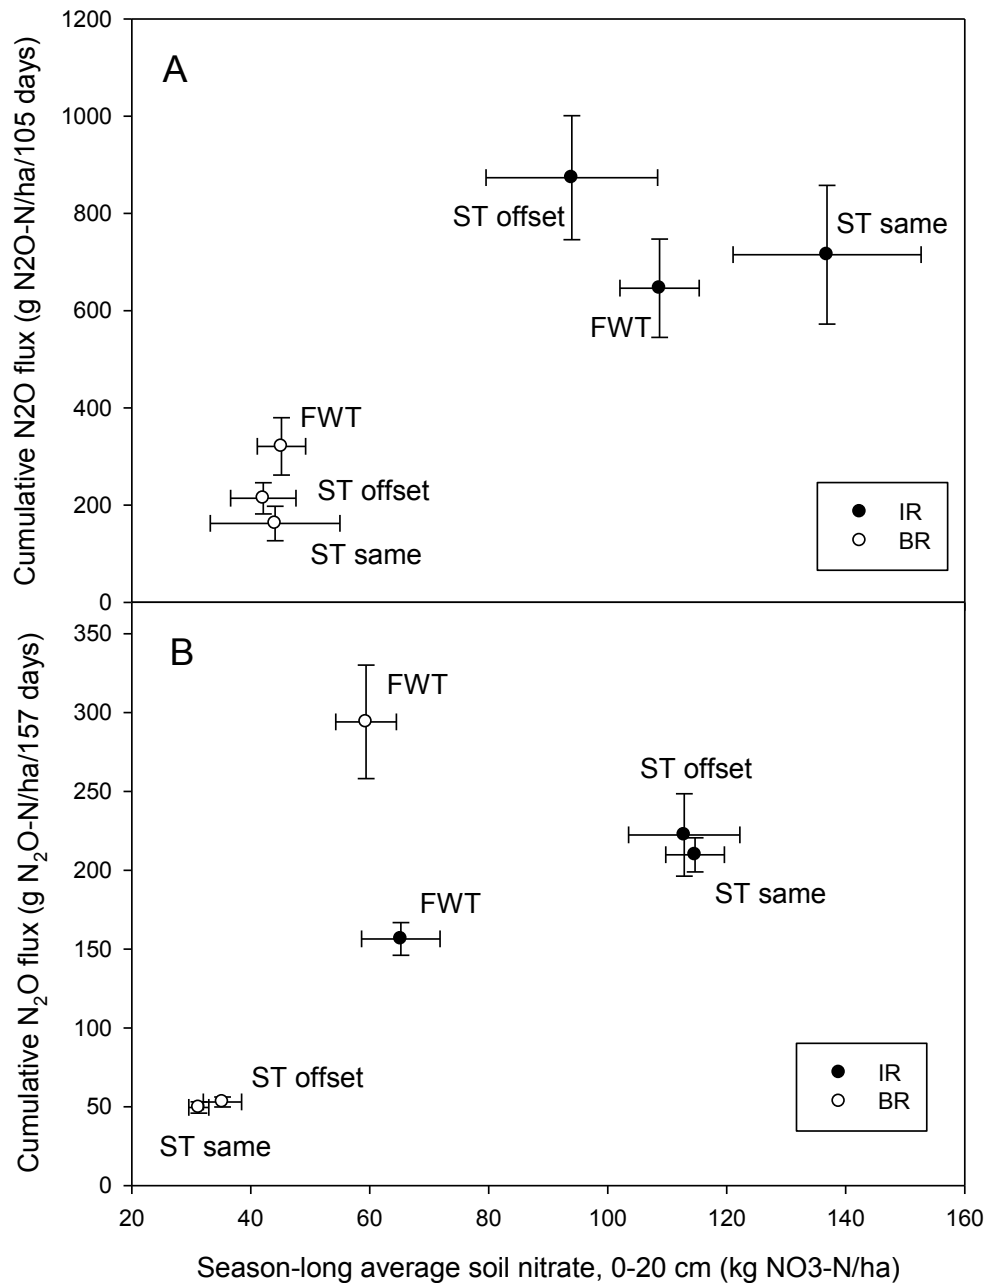 Cumulative N2O flux (g N2O-N/ha/105 days)
1200
1000
800
600
400
200
0
A
ST offset
ST same
FWT
FWT
ST offset
ST same
IR
BR
Cumulative N₂O flux (g N₂O-N/ha/157 days)
350
300
250
200
150
100
50
0
B
FWT
ST offset
ST same
FWT
ST offset
ST same
IR
BR
20 40 60 80 100 120 140 160
Season-long average soil nitrate, 0-20 cm (kg NO3-N/ha)